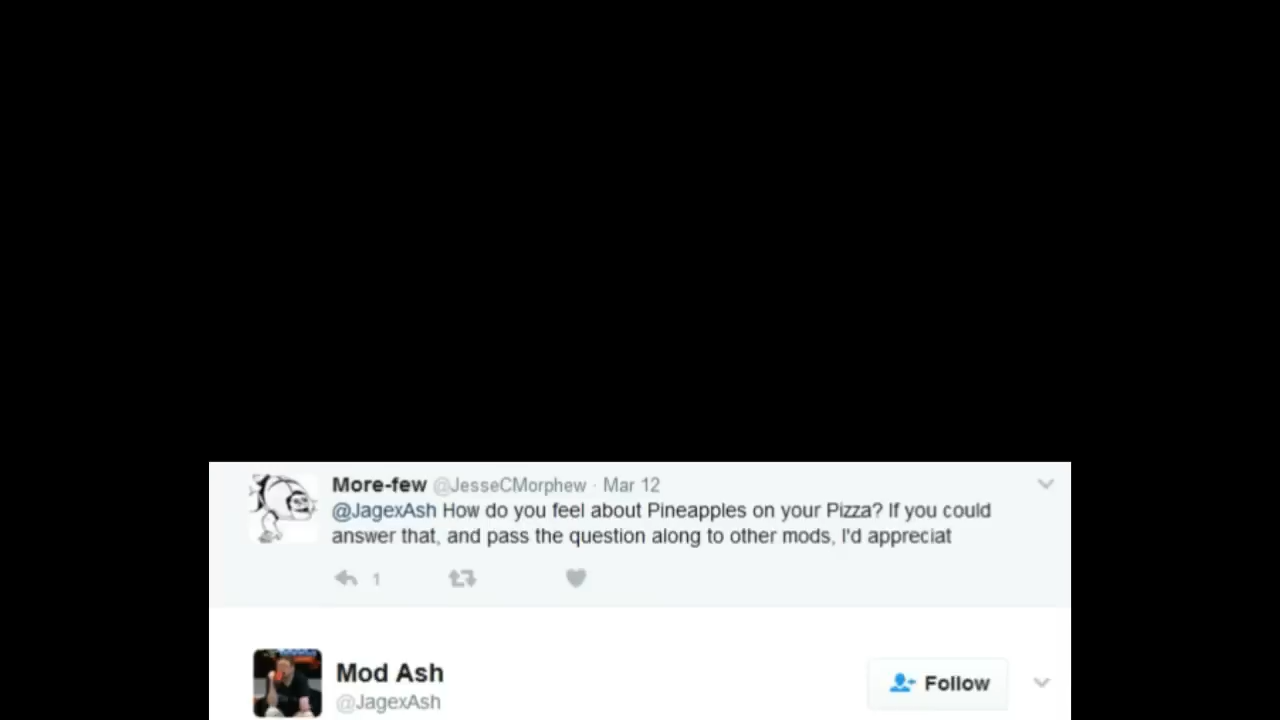 More-few @JesseCMorphew · Mar 12
@JagexAsh How do you feel about Pineapples on your Pizza? If you could
answer that, and pass the question along to other mods, I'd appreciat
1
Mod Ash
Follow
@JagexAsh